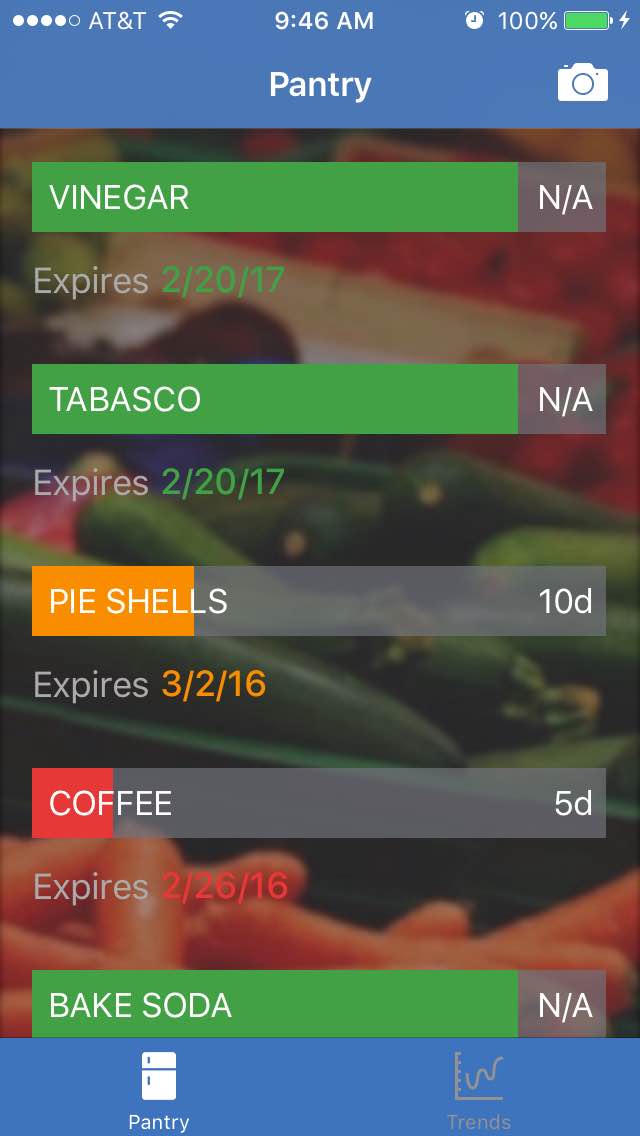 AT&T 9:46 AM 100%
Pantry
VINEGAR N/A
Expires 2/20/17
TABASCO N/A
Expires 2/20/17
PIE SHELLS 10d
Expires 3/2/16
COFFEE 5d
Expires 2/26/16
BAKE SODA N/A
Pantry Trends